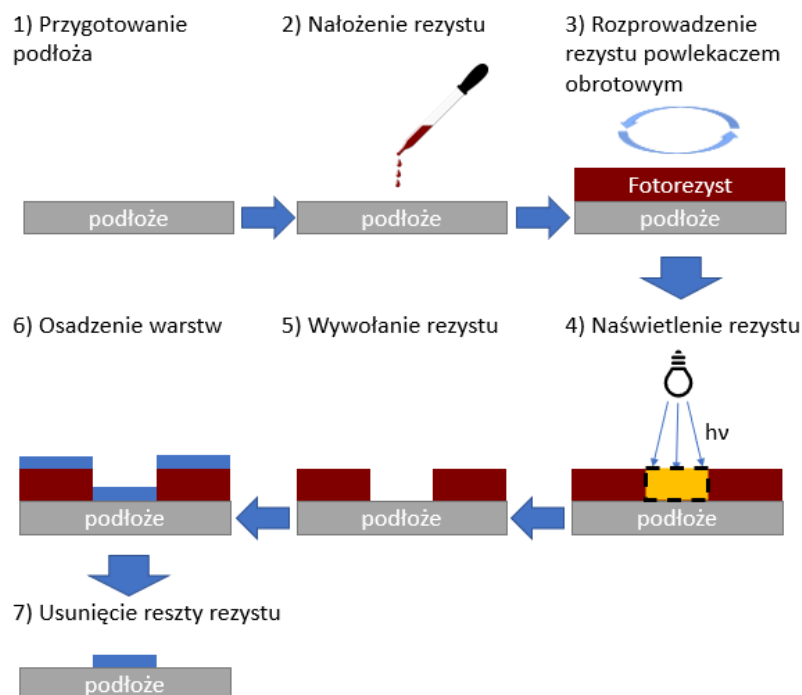 1) Przygotowanie
podłoża
2) Nałożenie rezystu
3) Rozprowadzenie
rezystu powlekaczem
obrotowym
podłoże
podłoże
Fotorezyst
podłoże
4) Naświetlenie rezystu
hν
podłoże
5) Wywołanie rezystu
podłoże
6) Osadzenie warstw
podłoże
7) Usunięcie reszty rezystu
podłoże